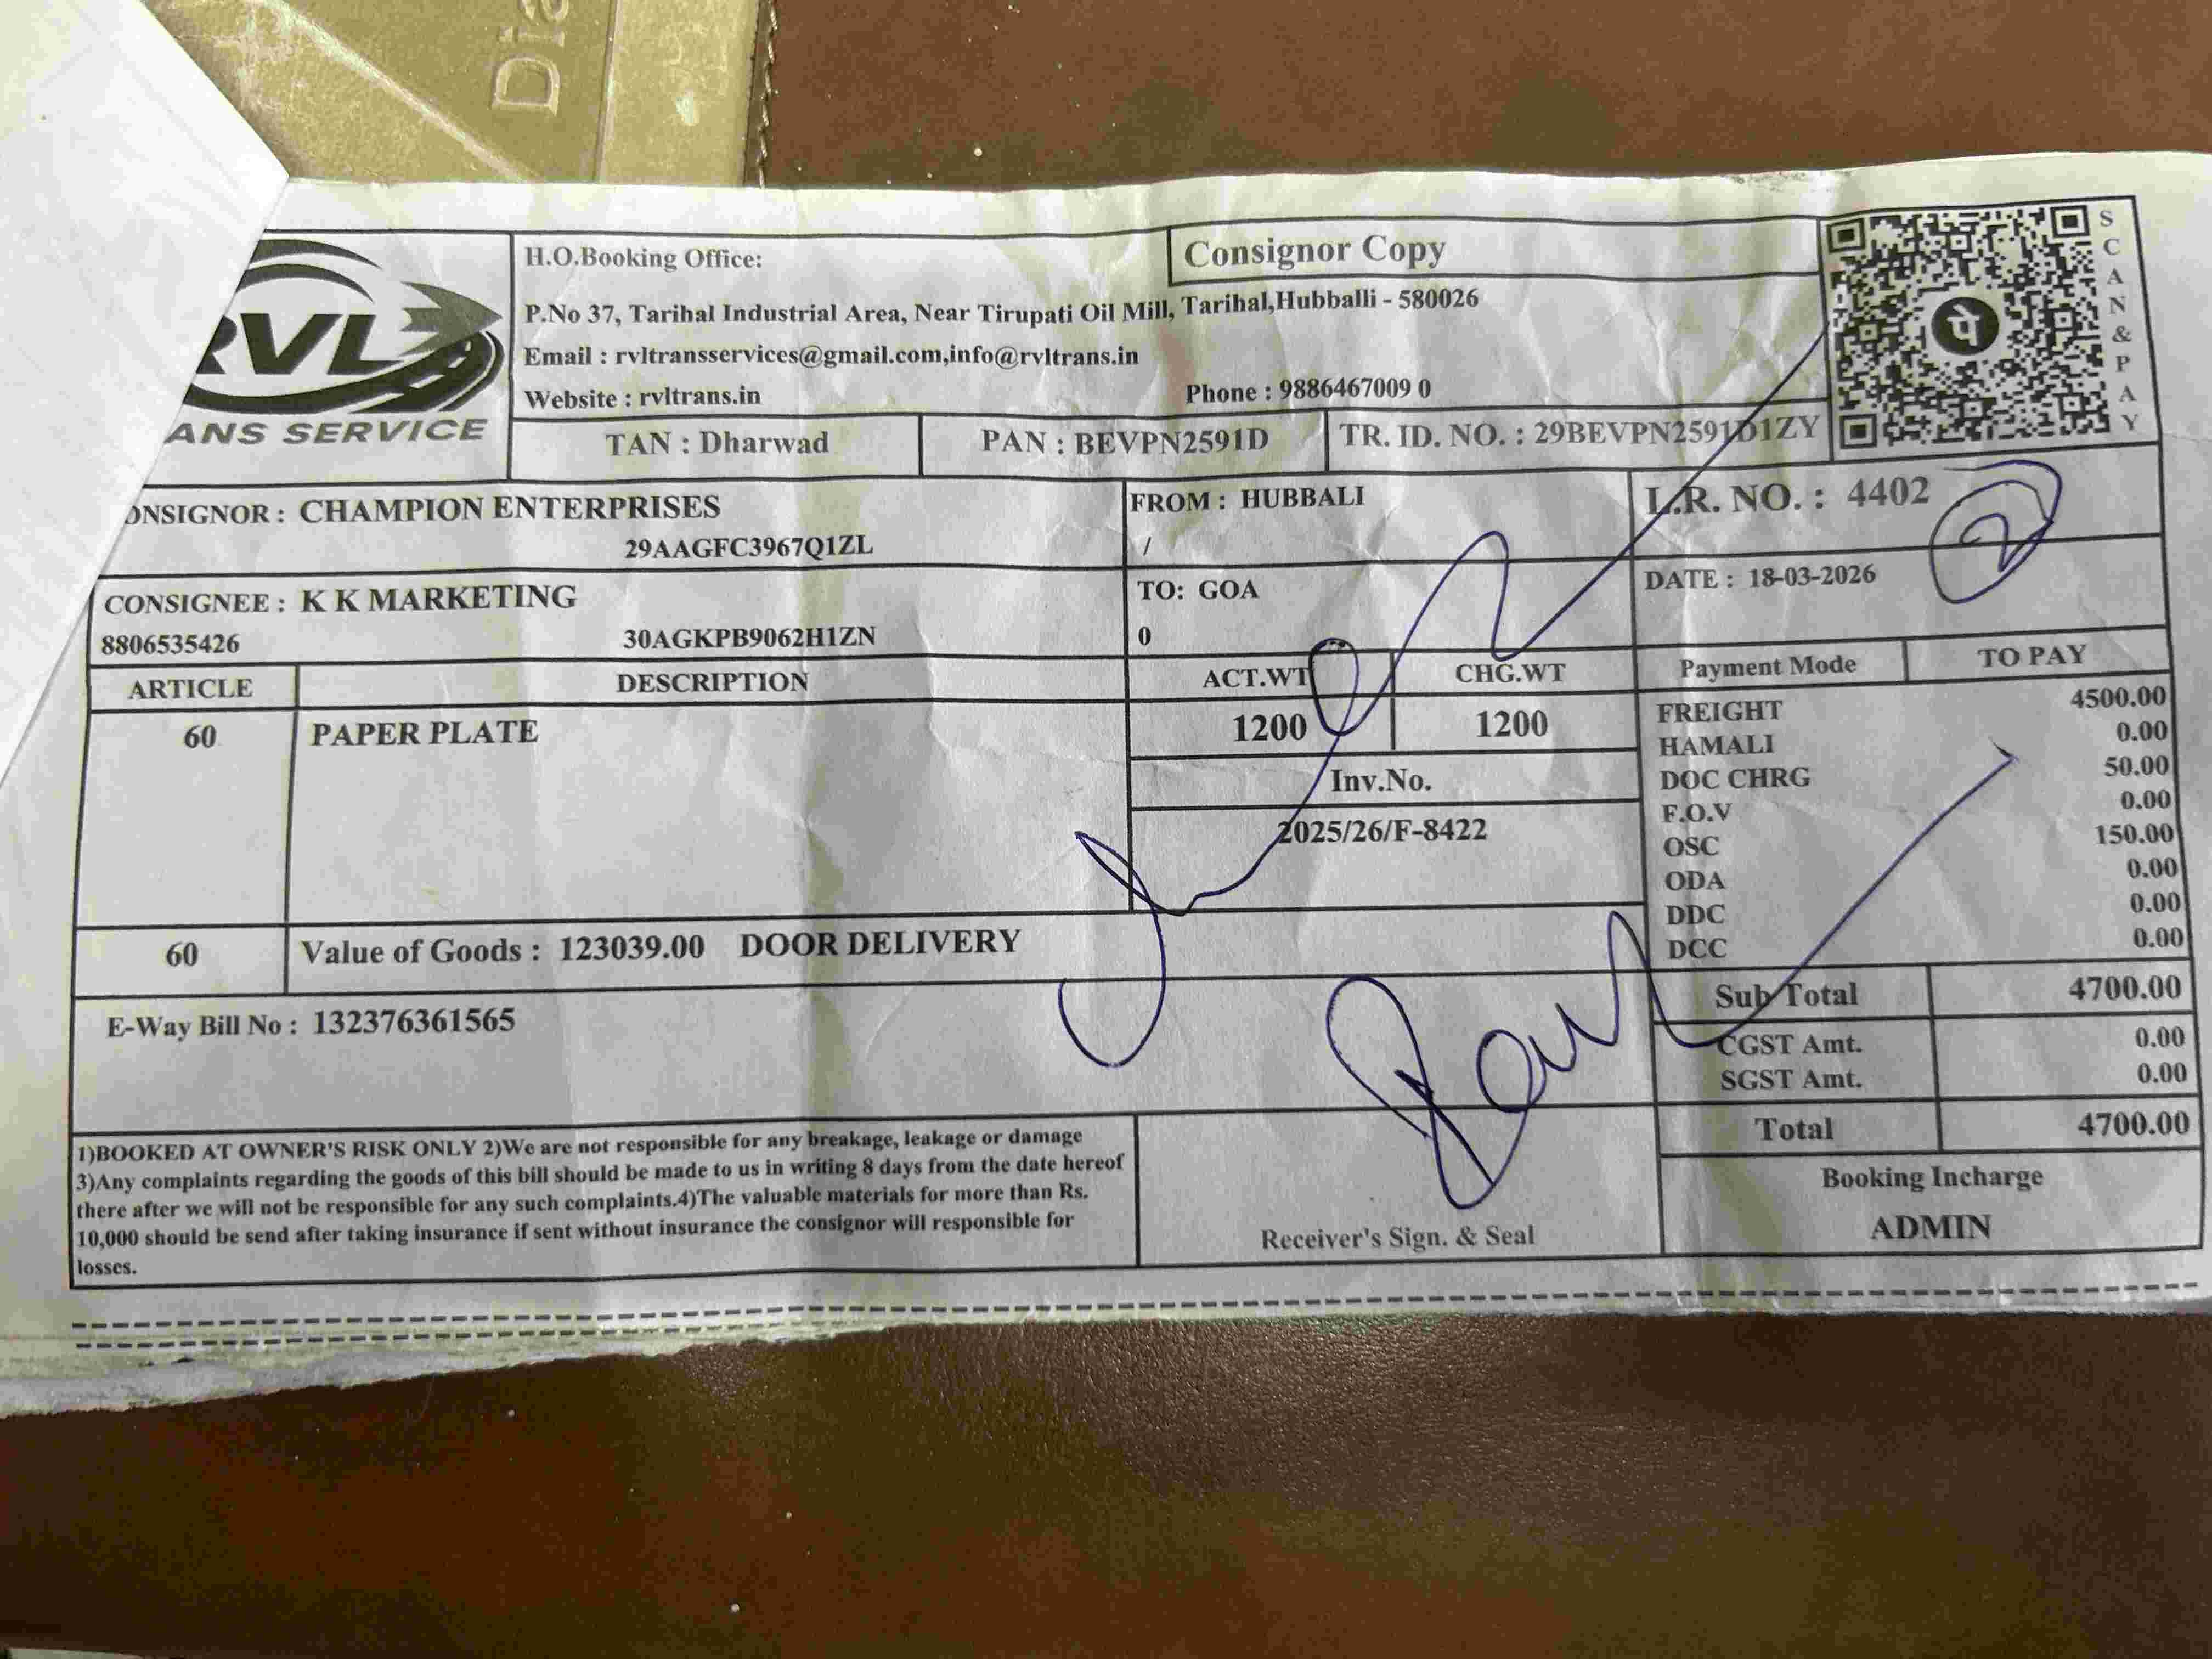 Dia
RVL
ANS SERVICE
H.O.Booking Office:
Consignor Copy
P.No 37, Tarihal Industrial Area, Near Tirupati Oil Mill, Tarihal,Hubballi - 580026
Email : rvltransservices@gmail.com,info@rvltrans.in
Website : rvltrans.in Phone : 9886467009 0
TAN : Dharwad PAN : BEVPN2591D TR. ID. NO. : 29BEVPN2591D1ZY
पे
SCAN&PAY
ONSIGNOR : CHAMPION ENTERPRISES
29AAGFC3967Q1ZL
FROM : HUBBALI
/
L.R. NO. : 4402
2
CONSIGNEE : K K MARKETING
8806535426 30AGKPB9062H1ZN
TO: GOA
0
DATE : 18-03-2026
ARTICLE DESCRIPTION ACT.WT CHG.WT Payment Mode TO PAY
60 PAPER PLATE 1200 1200
Inv.No.
2025/26/F-8422
FREIGHT 4500.00
HAMALI 0.00
DOC CHRG 50.00
F.O.V 0.00
OSC 150.00
ODA 0.00
DDC 0.00
DCC 0.00
60 Value of Goods : 123039.00 DOOR DELIVERY
Sub Total 4700.00
E-Way Bill No : 132376361565
CGST Amt. 0.00
SGST Amt. 0.00
Total 4700.00
1)BOOKED AT OWNER'S RISK ONLY 2)We are not responsible for any breakage, leakage or damage
3)Any complaints regarding the goods of this bill should be made to us in writing 8 days from the date hereof
there after we will not be responsible for any such complaints.4)The valuable materials for more than Rs.
10,000 should be send after taking insurance if sent without insurance the consignor will responsible for
losses.
Receiver's Sign. & Seal
Booking Incharge
ADMIN